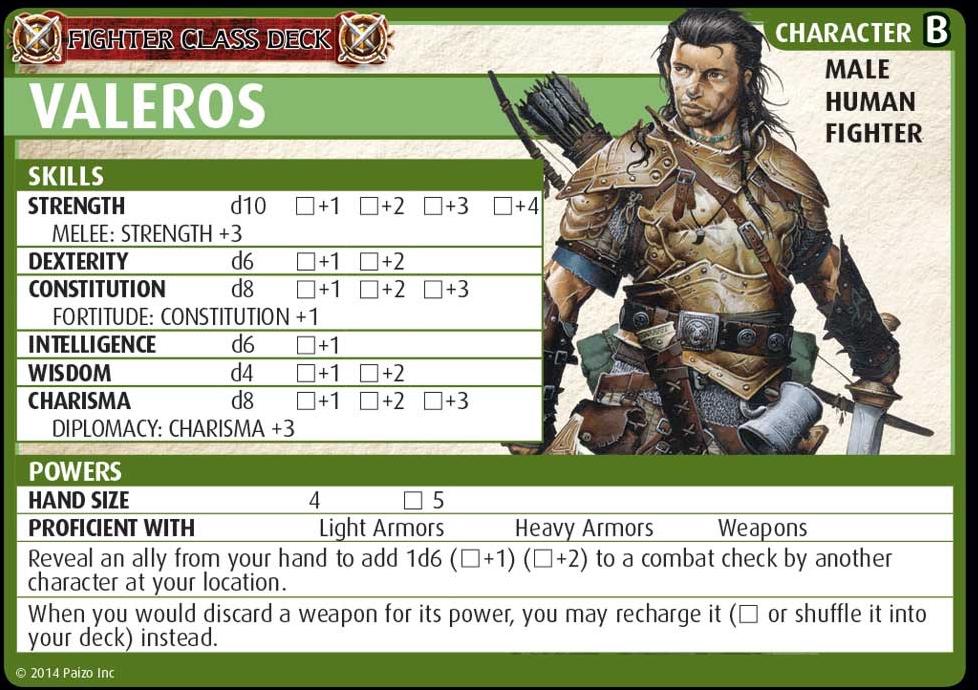 FIGHTER CLASS DECK
CHARACTER B
MALE
HUMAN
FIGHTER
VALEROS
SKILLS
STRENGTH d10 □+1 □+2 □+3 □+4
MELEE: STRENGTH +3
DEXTERITY d6 □+1 □+2
CONSTITUTION d8 □+1 □+2 □+3
FORTITUDE: CONSTITUTION +1
INTELLIGENCE d6 □+1
WISDOM d4 □+1 □+2
CHARISMA d8 □+1 □+2 □+3
DIPLOMACY: CHARISMA +3
POWERS
HAND SIZE 4 □ 5
PROFICIENT WITH Light Armors Heavy Armors Weapons
Reveal an ally from your hand to add 1d6 (□+1) (□+2) to a combat check by another
character at your location.
When you would discard a weapon for its power, you may recharge it (□ or shuffle it into
your deck) instead.
© 2014 Paizo Inc